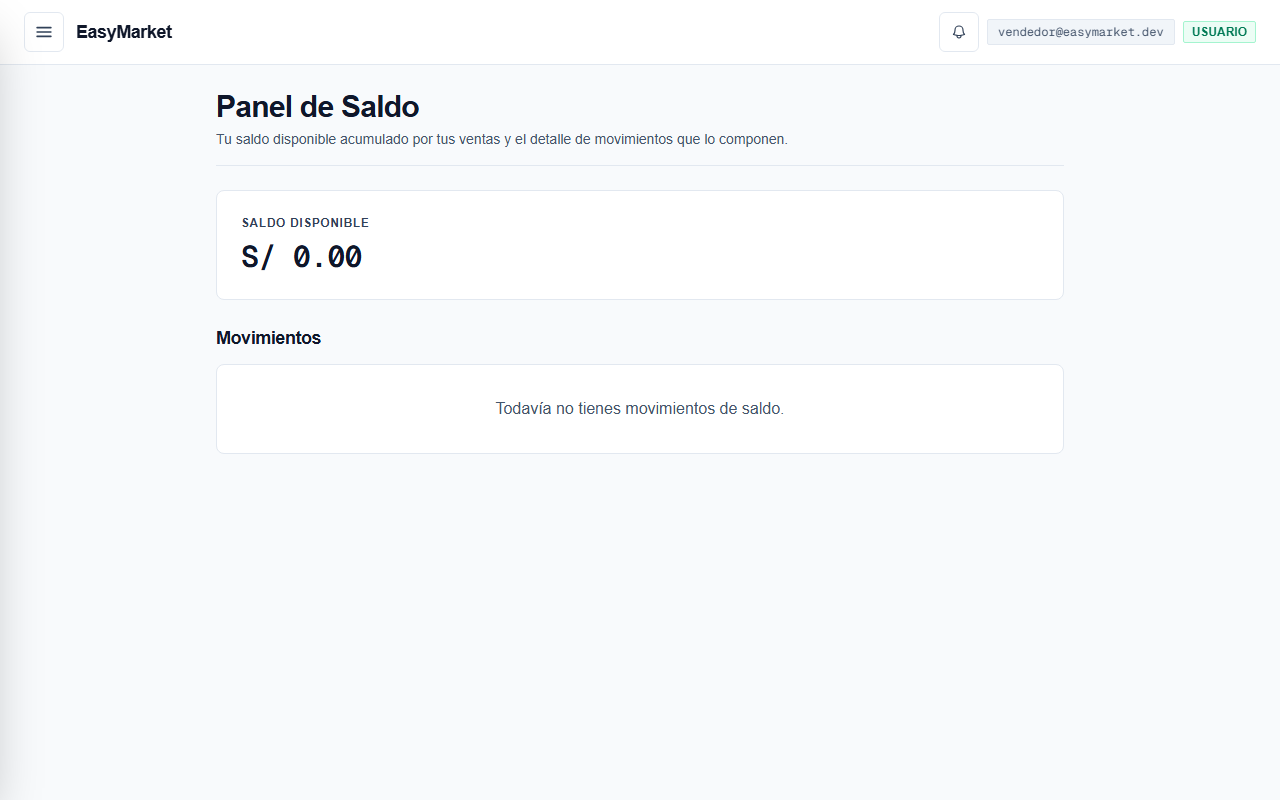 EasyMarket
vendedor@easymarket.dev
USUARIO
Panel de Saldo
Tu saldo disponible acumulado por tus ventas y el detalle de movimientos que lo componen.
SALDO DISPONIBLE
S/ 0.00
Movimientos
Todavía no tienes movimientos de saldo.